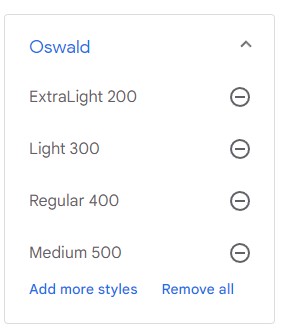 Oswald
ExtraLight 200
Light 300
Regular 400
Medium 500
Add more styles Remove all